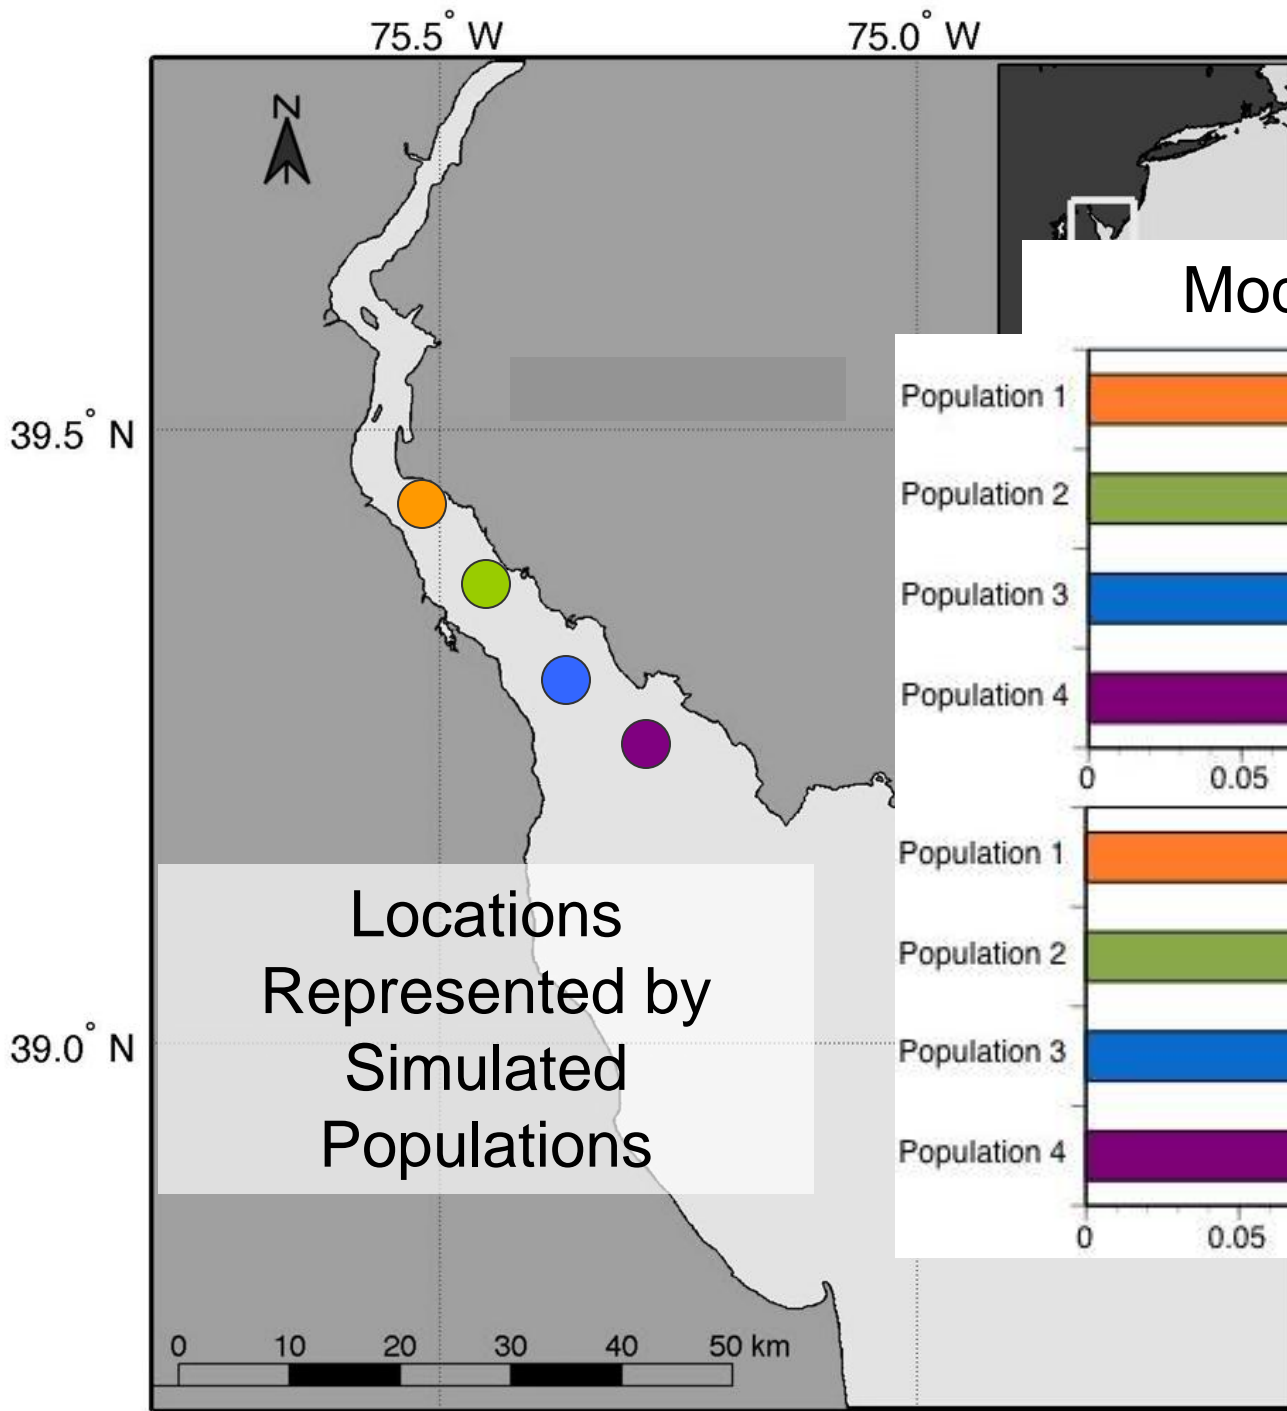 75.5° W
75.0° W
N
39.5° N
39.0° N
Locations
Represented by
Simulated
Populations
0 10 20 30 40 50 km
Population 1
Population 2
Population 3
Population 4
0 0.05
Population 1
Population 2
Population 3
Population 4
0 0.05